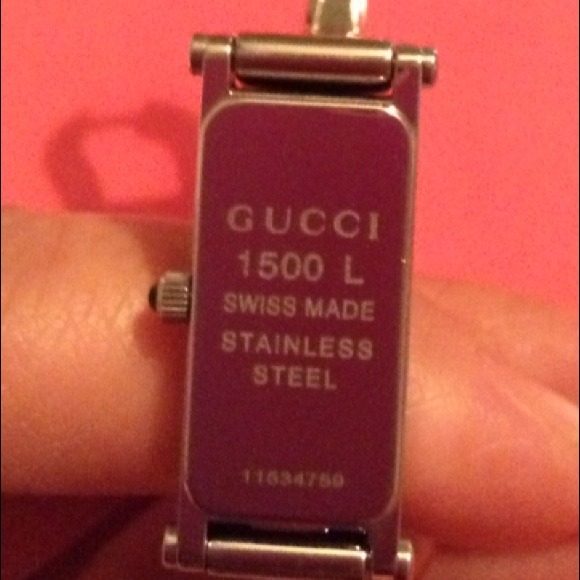 GUCCI
1500 L
SWISS MADE
STAINLESS
STEEL
11634759